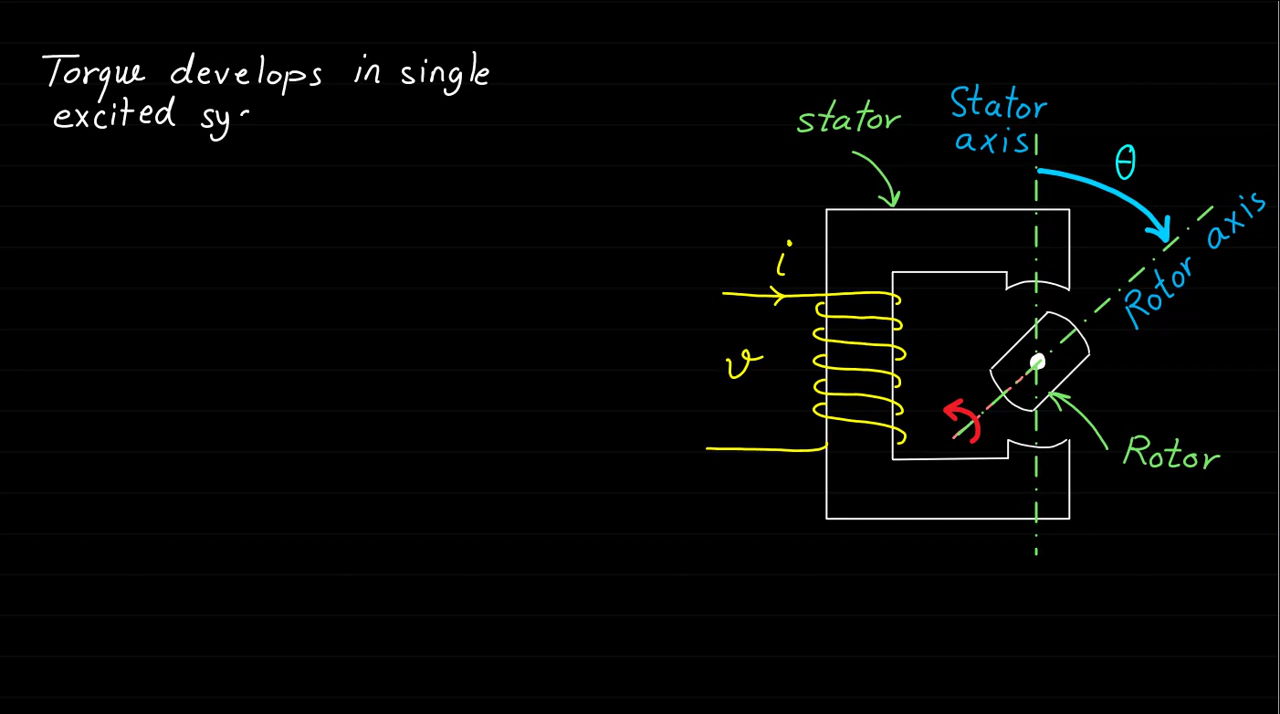 Torque develops in single
excited sy
stator
Stator
axis
θ
Rotor axis
i
v
Rotor